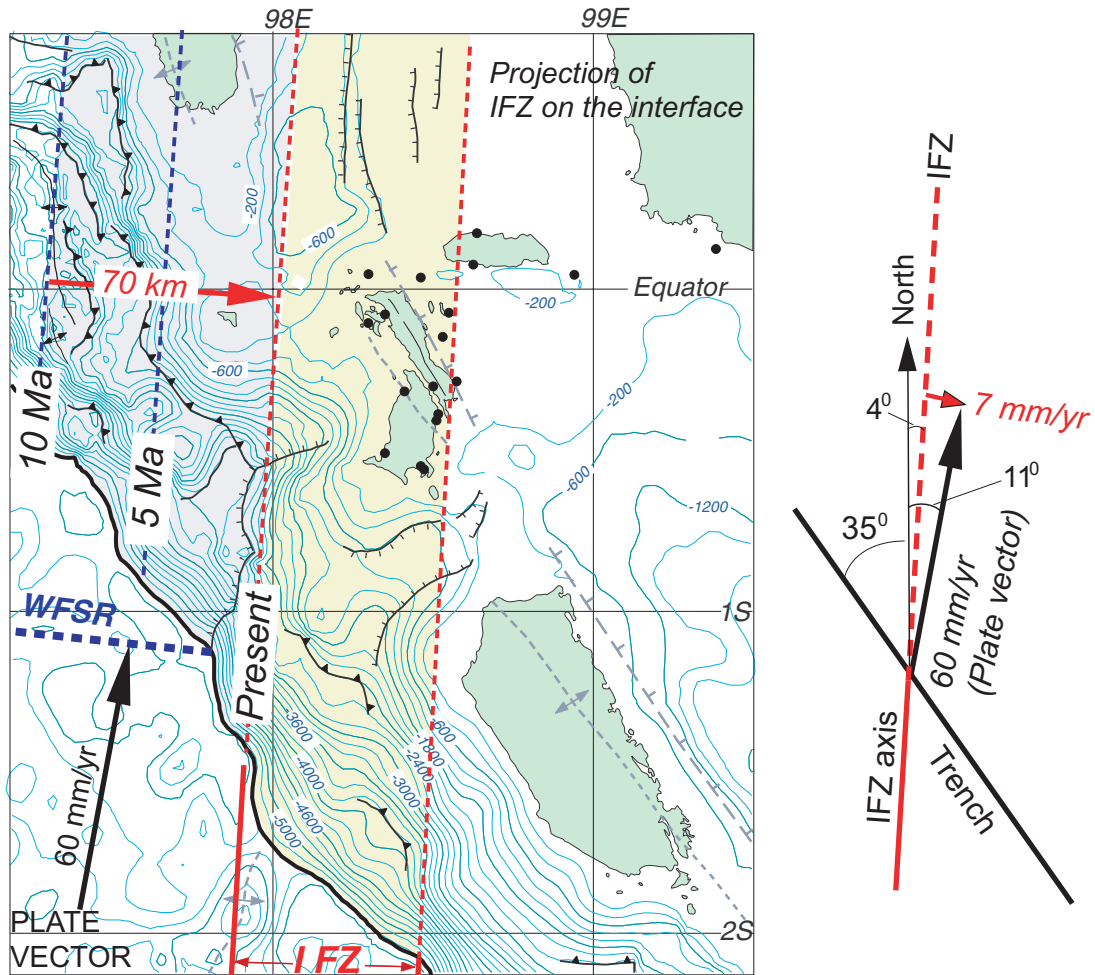 98E
99E
Projection of
IFZ on the interface
-200
-600
70 km
Equator
-200
-600
-200
10 Ma
5 Ma
-600
-1200
WFSR
1S
Present
60 mm/yr
3600
-4000
-4600
-5000
-600
-1800
-2400
-3000
PLATE
VECTOR
IFZ
2S
IFZ
North
4⁰
7 mm/yr
11⁰
35⁰
60 mm/yr
(Plate vector)
IFZ axis
Trench